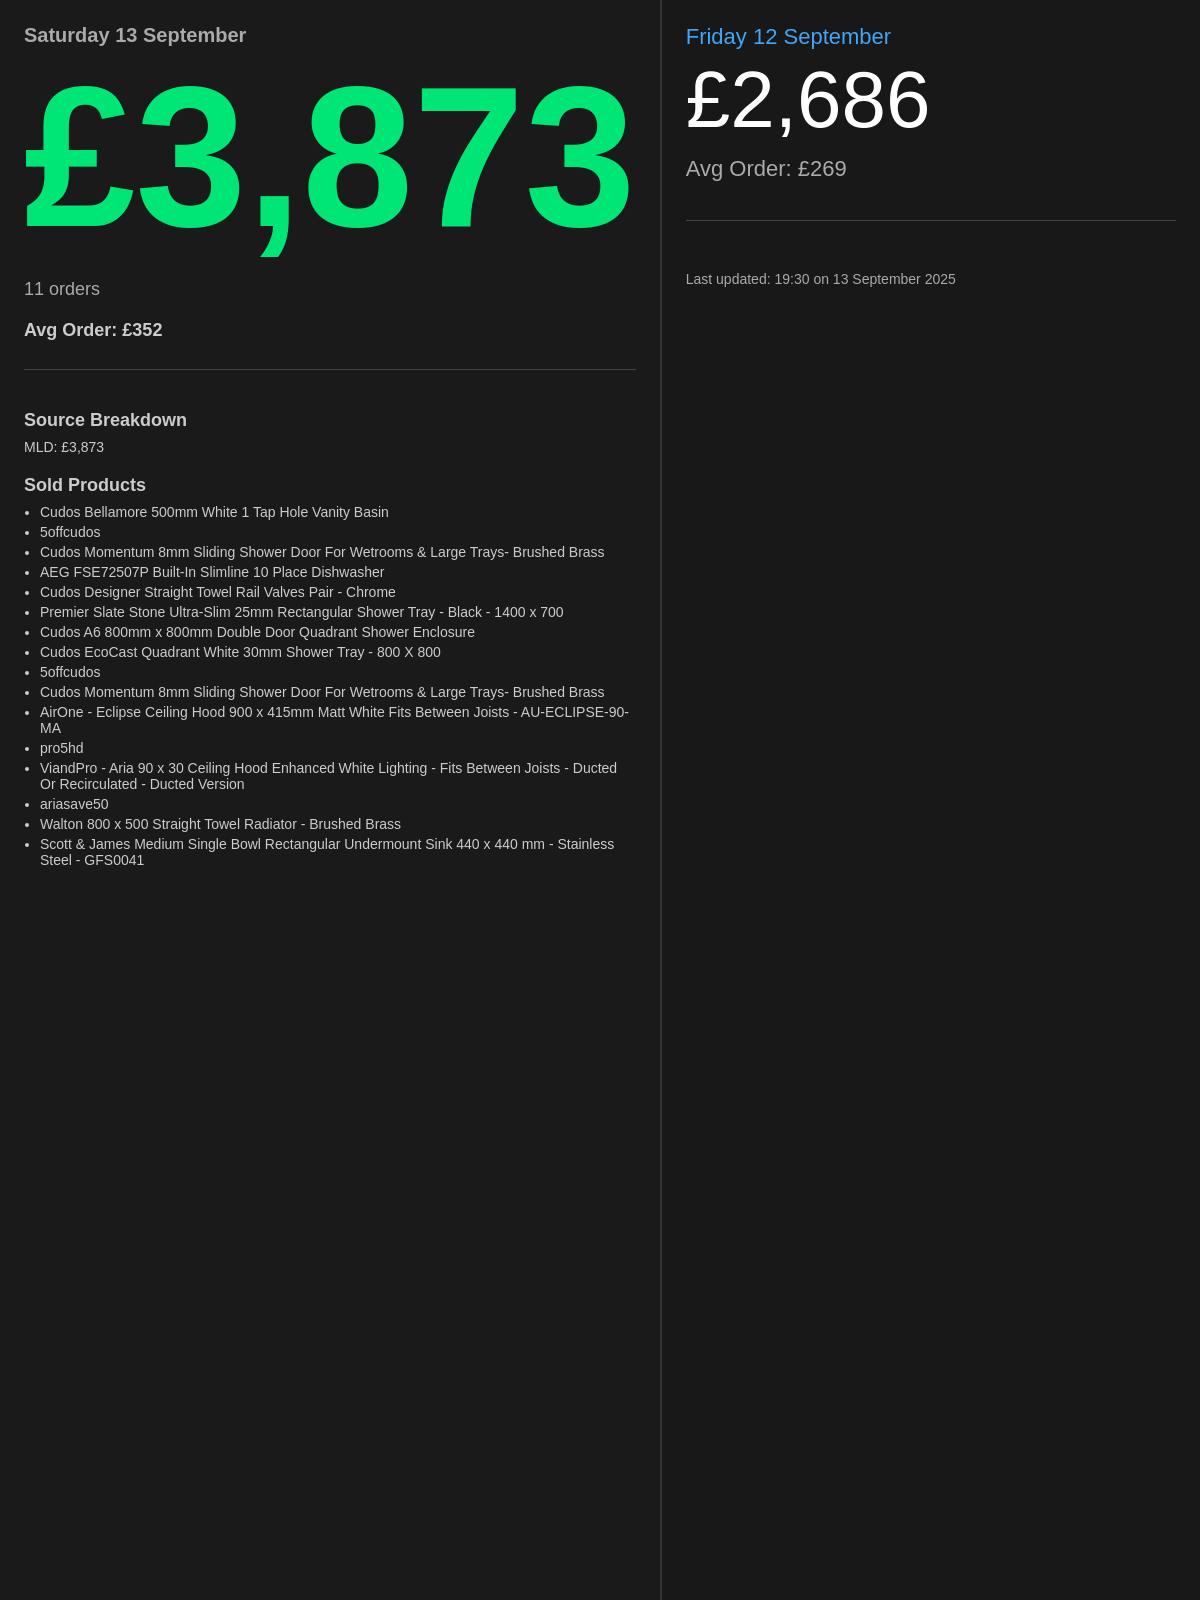 Saturday 13 September
£3,873
11 orders
Avg Order: £352
Source Breakdown
MLD: £3,873
Sold Products
• Cudos Bellamore 500mm White 1 Tap Hole Vanity Basin
• 5offcudos
• Cudos Momentum 8mm Sliding Shower Door For Wetrooms & Large Trays- Brushed Brass
• AEG FSE72507P Built-In Slimline 10 Place Dishwasher
• Cudos Designer Straight Towel Rail Valves Pair - Chrome
• Premier Slate Stone Ultra-Slim 25mm Rectangular Shower Tray - Black - 1400 x 700
• Cudos A6 800mm x 800mm Double Door Quadrant Shower Enclosure
• Cudos EcoCast Quadrant White 30mm Shower Tray - 800 X 800
• 5offcudos
• Cudos Momentum 8mm Sliding Shower Door For Wetrooms & Large Trays- Brushed Brass
• AirOne - Eclipse Ceiling Hood 900 x 415mm Matt White Fits Between Joists - AU-ECLIPSE-90-
MA
• pro5hd
• ViandPro - Aria 90 x 30 Ceiling Hood Enhanced White Lighting - Fits Between Joists - Ducted
Or Recirculated - Ducted Version
• ariasave50
• Walton 800 x 500 Straight Towel Radiator - Brushed Brass
• Scott & James Medium Single Bowl Rectangular Undermount Sink 440 x 440 mm - Stainless
Steel - GFS0041
Friday 12 September
£2,686
Avg Order: £269
Last updated: 19:30 on 13 September 2025